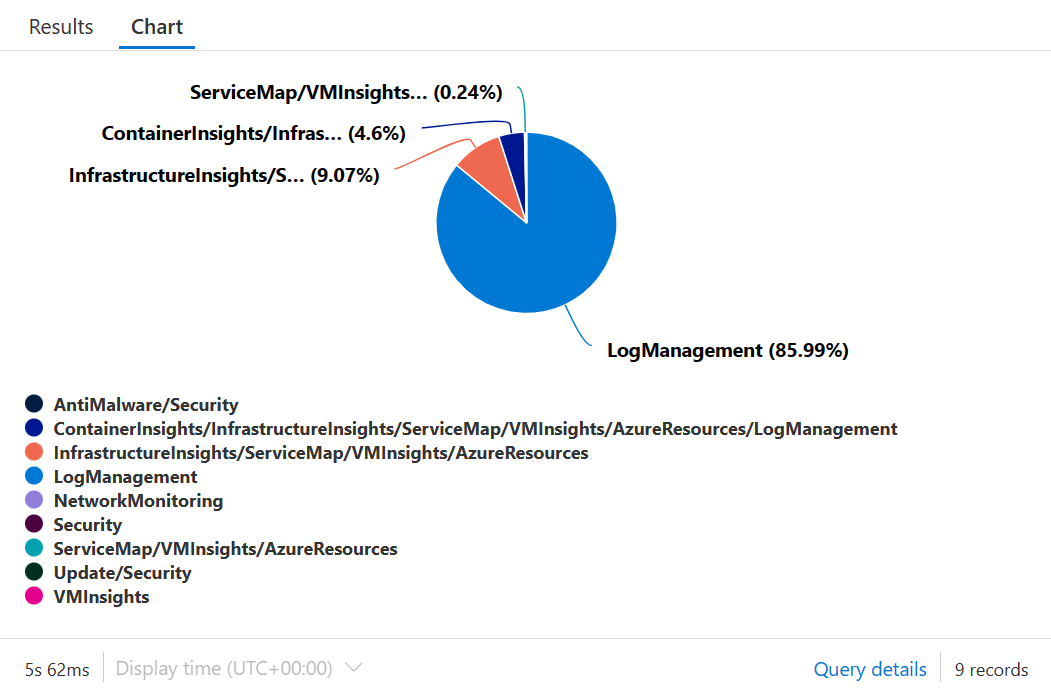 Results Chart
ServiceMap/VMInsights... (0.24%)
ContainerInsights/Infras... (4.6%)
InfrastructureInsights/S... (9.07%)
LogManagement (85.99%)
AntiMalware/Security
ContainerInsights/InfrastructureInsights/ServiceMap/VMInsights/AzureResources/LogManagement
InfrastructureInsights/ServiceMap/VMInsights/AzureResources
LogManagement
NetworkMonitoring
Security
ServiceMap/VMInsights/AzureResources
Update/Security
VMInsights
5s 62ms Display time (UTC+00:00) Query details 9 records